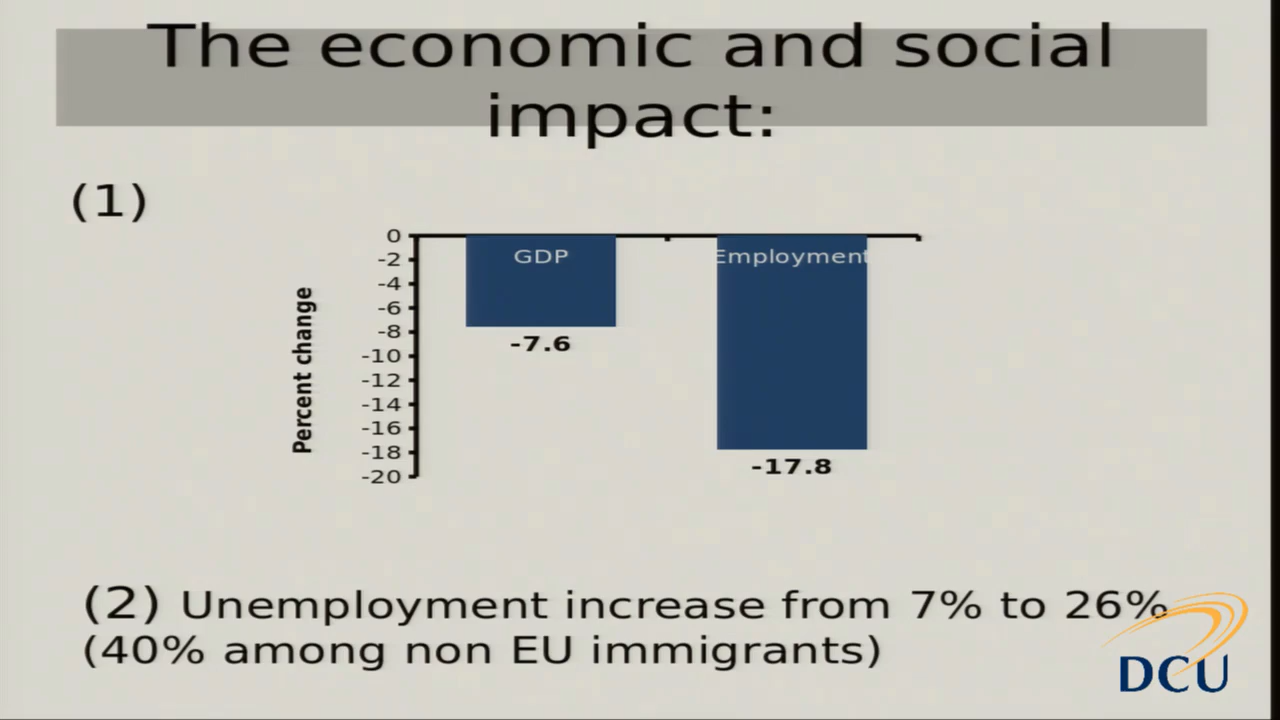 The economic and social
impact:
(1)
Percent change
0
-2
-4
-6
-8
-10
-12
-14
-16
-18
-20
GDP
Employment
-7.6
-17.8
(2) Unemployment increase from 7% to 26%
(40% among non EU immigrants)
DCU